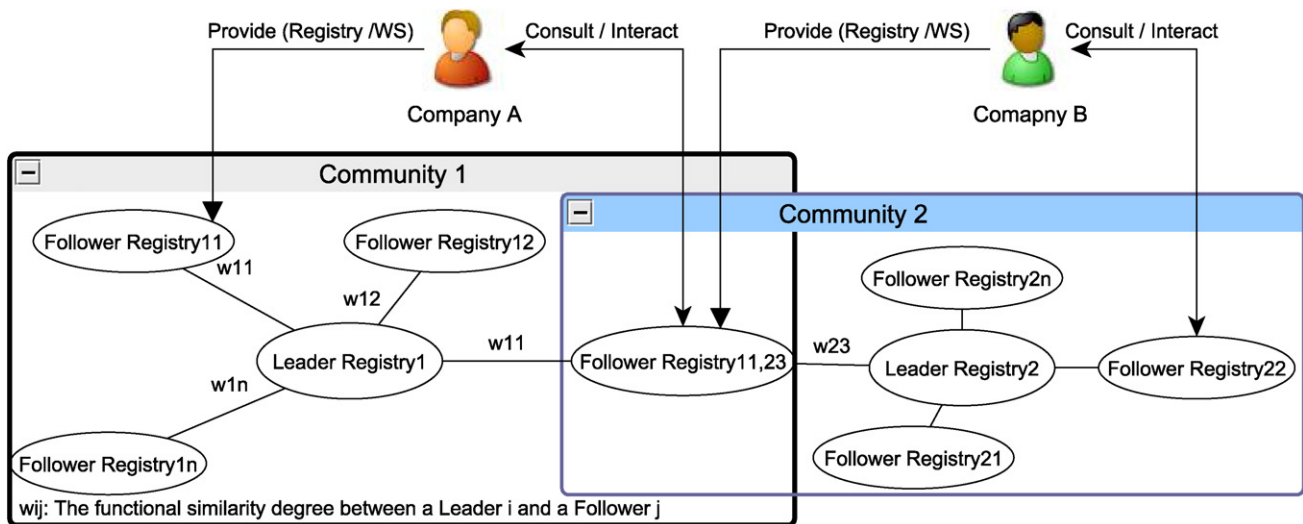 Provide (Registry /WS)
Consult / Interact
Provide (Registry /WS)
Consult / Interact
Company A
Comapny B
Community 1
Community 2
Follower Registry11
Follower Registry12
w11
w12
Follower Registry2n
Leader Registry1
w11
Follower Registry11,23
w23
Leader Registry2
Follower Registry22
w1n
Follower Registry1n
Follower Registry21
wij: The functional similarity degree between a Leader i and a Follower j